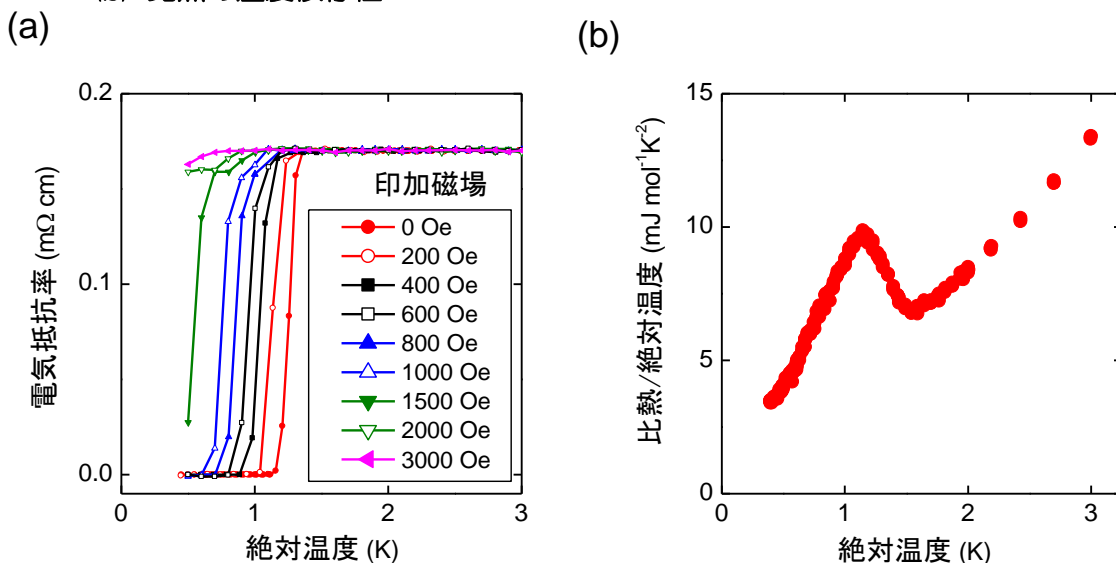 (a)
(b)
0.2
0.1
0.0
電気抵抗率 (mΩ cm)
印加磁場
0 Oe
200 Oe
400 Oe
600 Oe
800 Oe
1000 Oe
1500 Oe
2000 Oe
3000 Oe
0 1 2 3
絶対温度 (K)
15
10
5
0
比熱/絶対温度 (mJ mol⁻¹K⁻²)
0 1 2 3
絶対温度 (K)